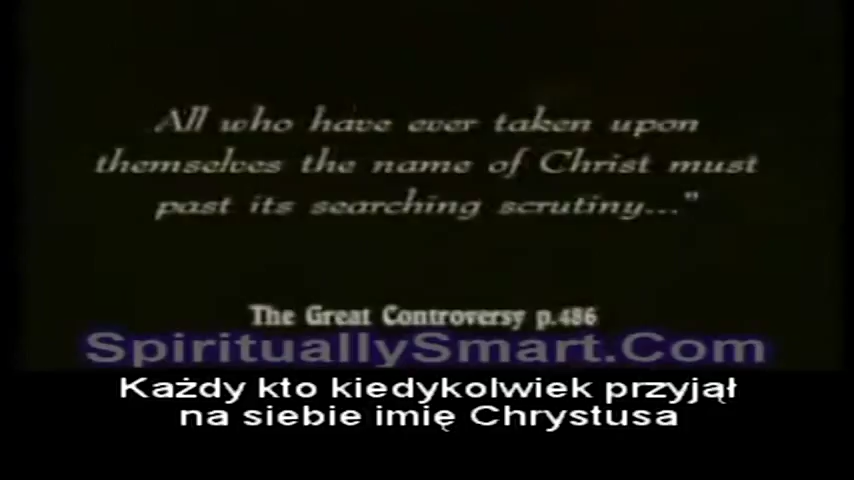 All who have ever taken upon
themselves the name of Christ must
past its searching scrutiny..."
The Great Controversy p.486
SpirituallySmart.Com
Każdy kto kiedykolwiek przyjął
na siebie imię Chrystusa